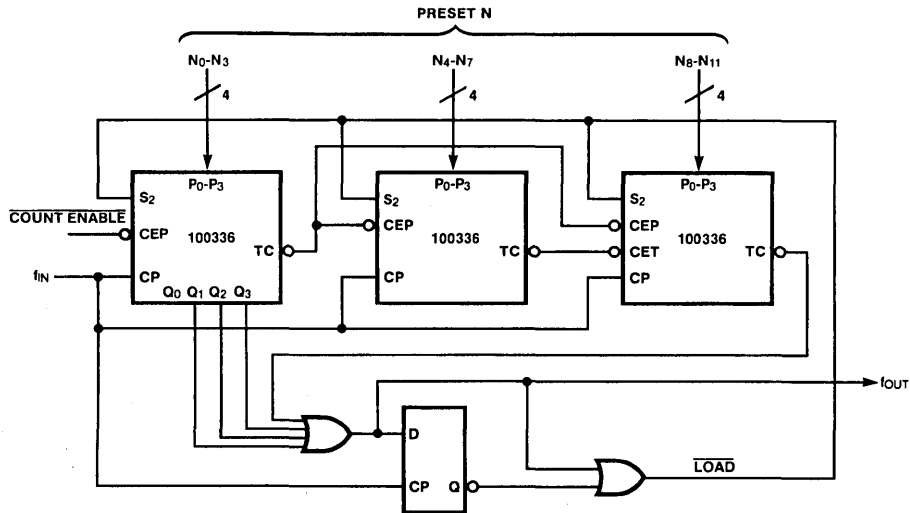 PRESET N
N0-N3
N4-N7
N8-N11
4
4
4
P0-P3
P0-P3
P0-P3
S2
S2
S2
COUNT ENABLE
CEP
CEP
CEP
100336
100336
100336
TC
TC
CET
TC
fIN
CP
CP
CP
Q0 Q1 Q2 Q3
fOUT
D
CP
Q
LOAD